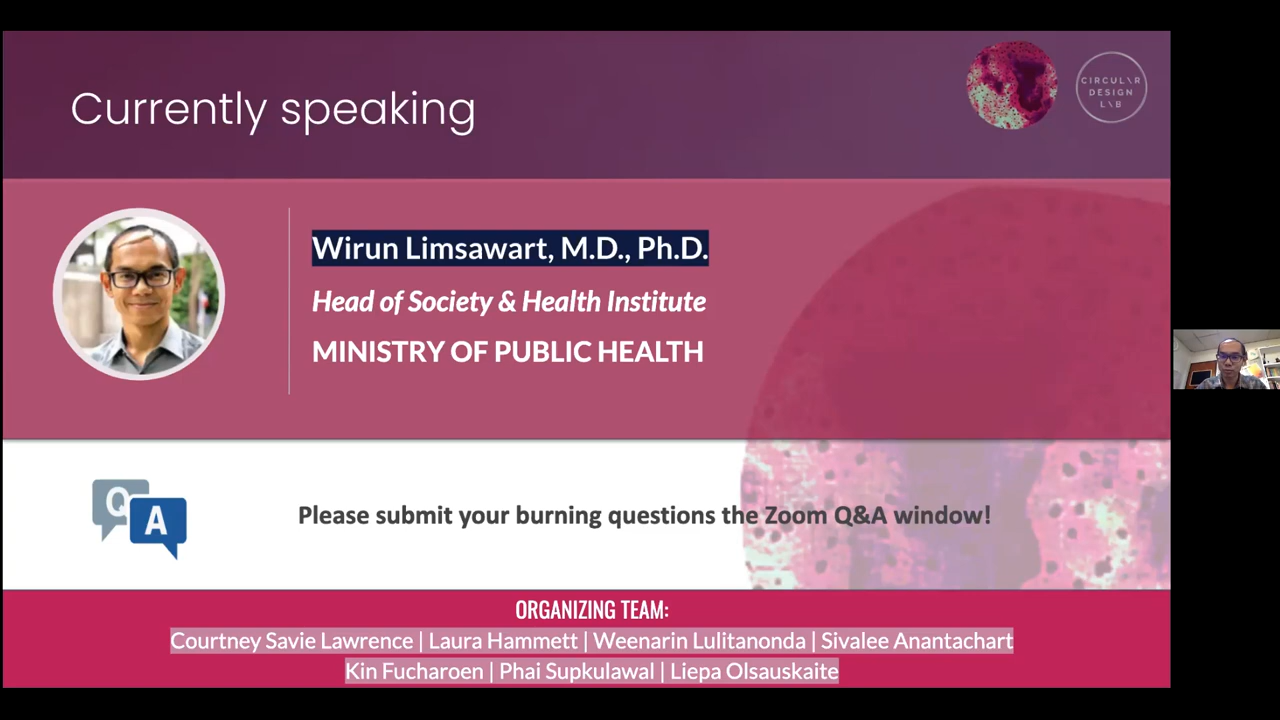 Currently speaking
CIRCUL\R
DESIGN
L\B
Wirun Limsawart, M.D., Ph.D.
Head of Society & Health Institute
MINISTRY OF PUBLIC HEALTH
Q
A
Please submit your burning questions the Zoom Q&A window!
ORGANIZING TEAM:
Courtney Savie Lawrence | Laura Hammett | Weenarin Lulitanonda | Sivalee Anantachart
Kin Fucharoen | Phai Supkulawal | Liepa Olsauskaite